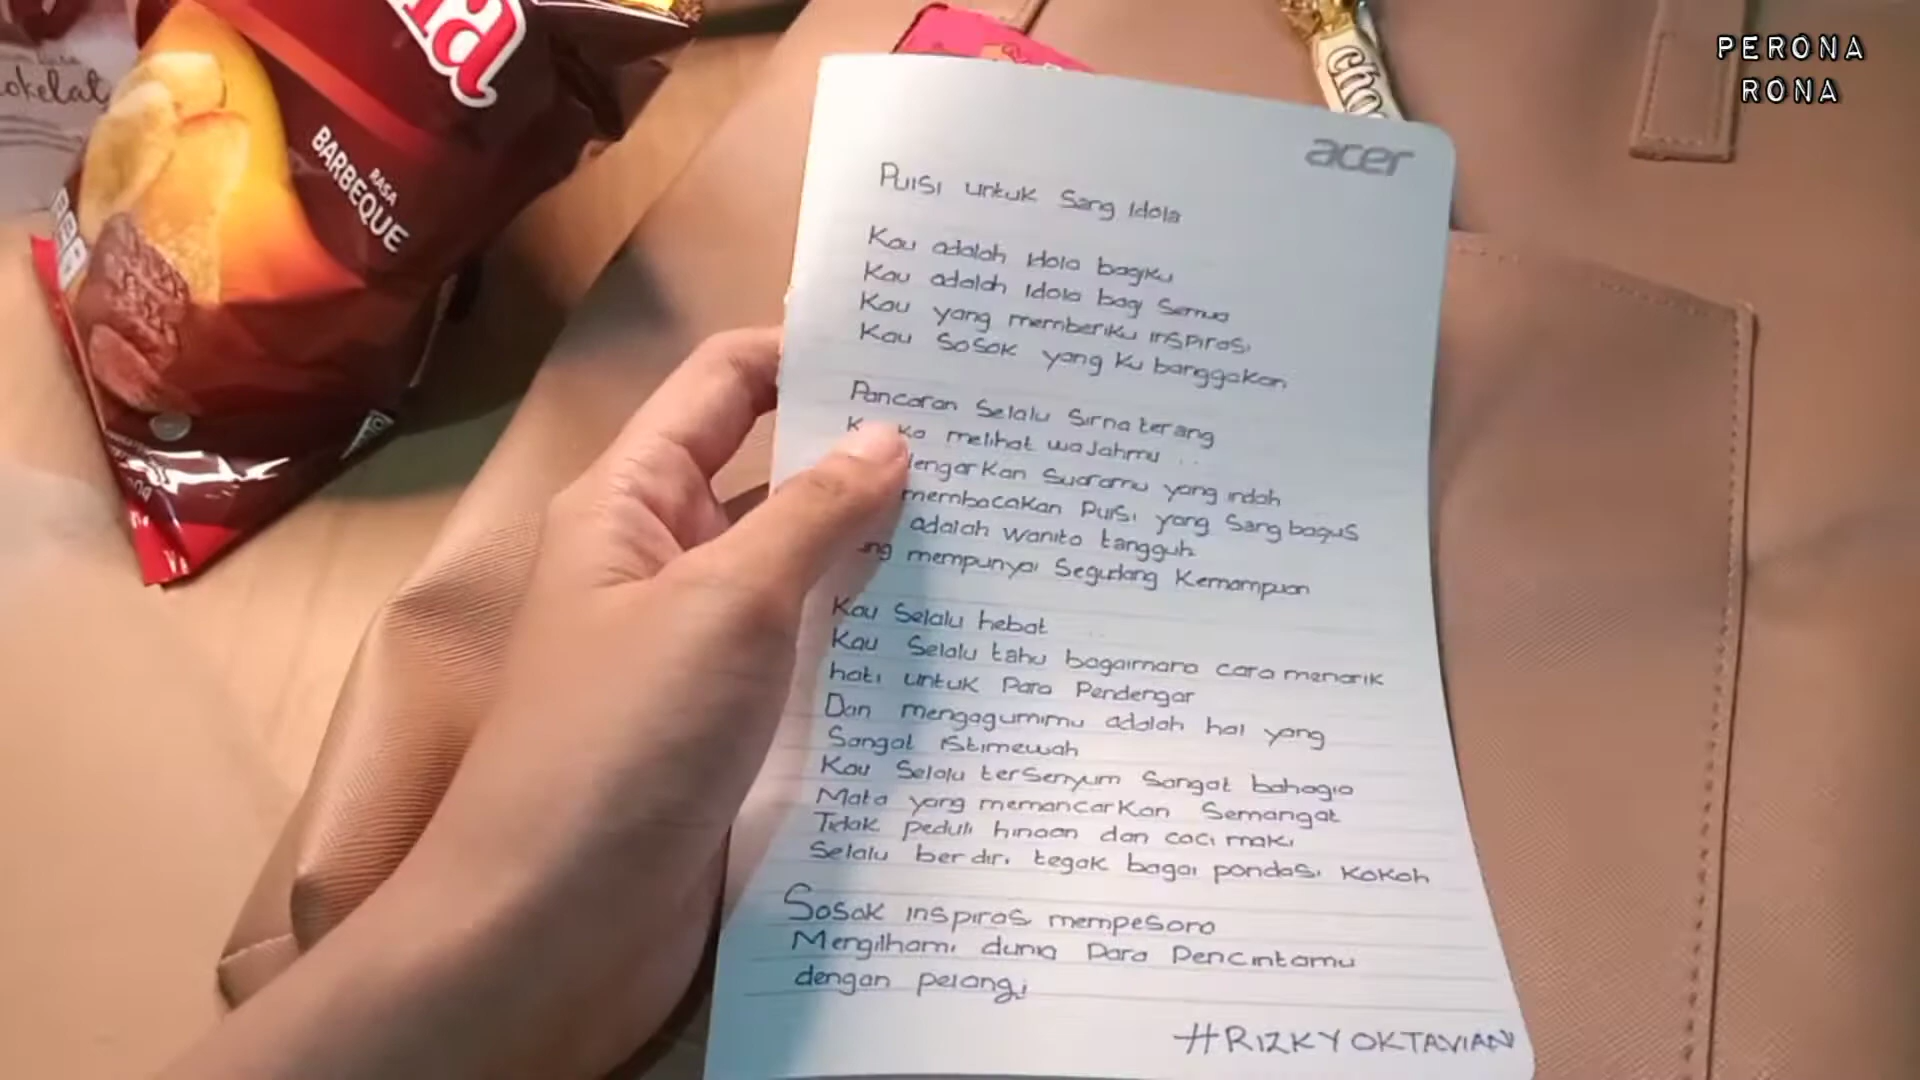 PERONA
RONA
okelat
RASA
BARBEQUE
cho
acer
Puisi untuk Sang Idola
Kau adalah Idola bagiku
Kau adalah Idola bagi Semua
Kau yang memberiku inspirasi
Kau Sosok yang Ku banggakan
Pancaran Selalu Sirna terang
melihat wajahmu
dengarkan Suaramu yang indah
membacakan Puisi yang Sang bagus
adalah wanita tangguh
mempunyai Segudang Kemampuan
Kau Selalu hebat
Kau Selalu tahu bagaimana cara menarik
hati untuk Para Pendengar
Dan mengagumimu adalah hal yang
Sangat istimewah
Kau Selalu tersenyum Sangat bahagia
Mata yang memancarkan Semangat
Tidak peduli hinaan dan caci maki
Selalu berdiri tegak bagai pondasi Kokoh
Sosok inspiras mempesora
Mengilhami dunia Para Pencintamu
dengan pelangi
#RIZKYOKTAVIAN